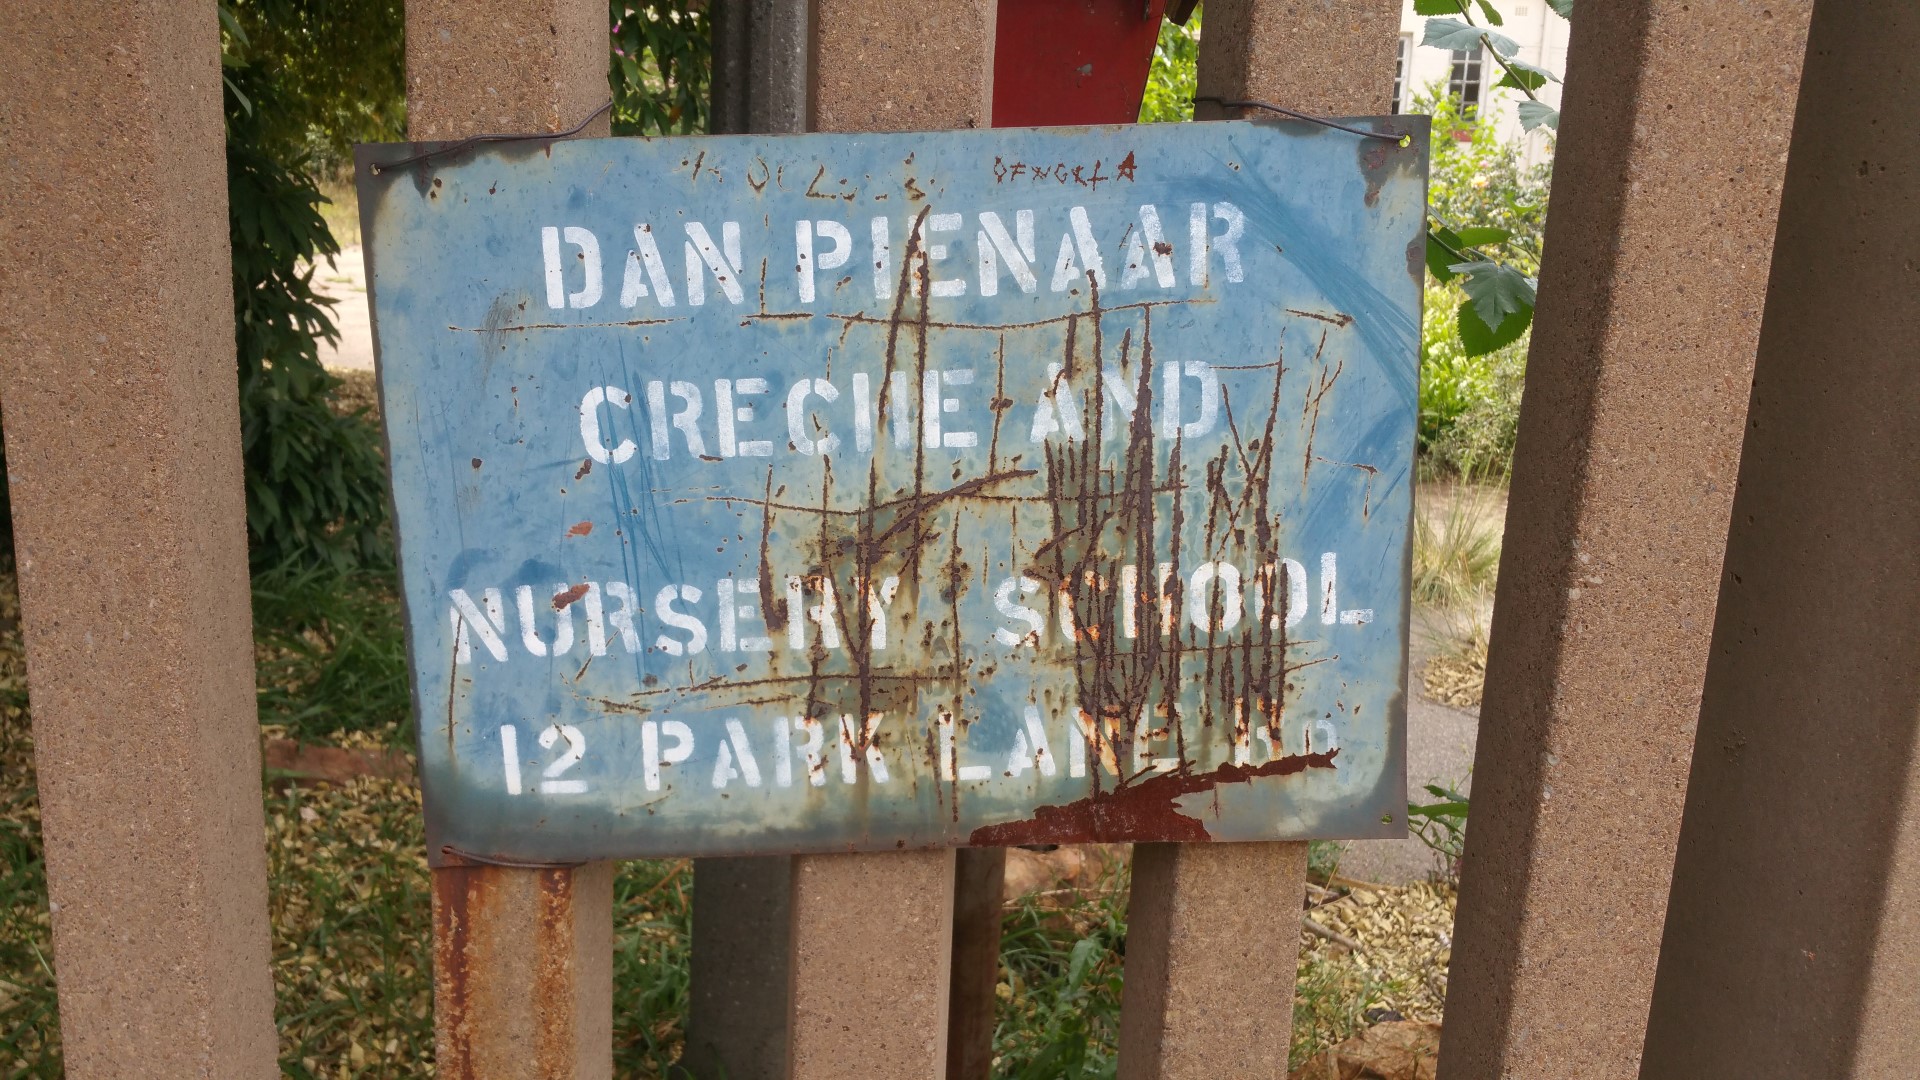 DAN PIENAAR
CRECHE AND
NURSERY SCHOOL
12 PARK LANE